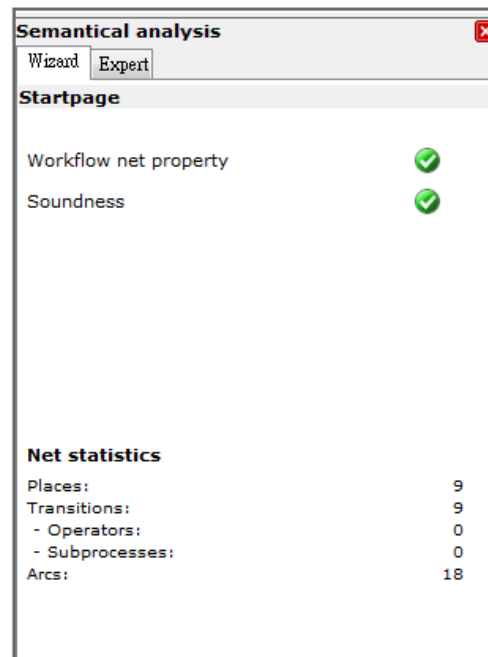 Semantical analysis
Wizard Expert
Startpage
Workflow net property
Soundness
Net statistics
Places: 9
Transitions: 9
- Operators: 0
- Subprocesses: 0
Arcs: 18